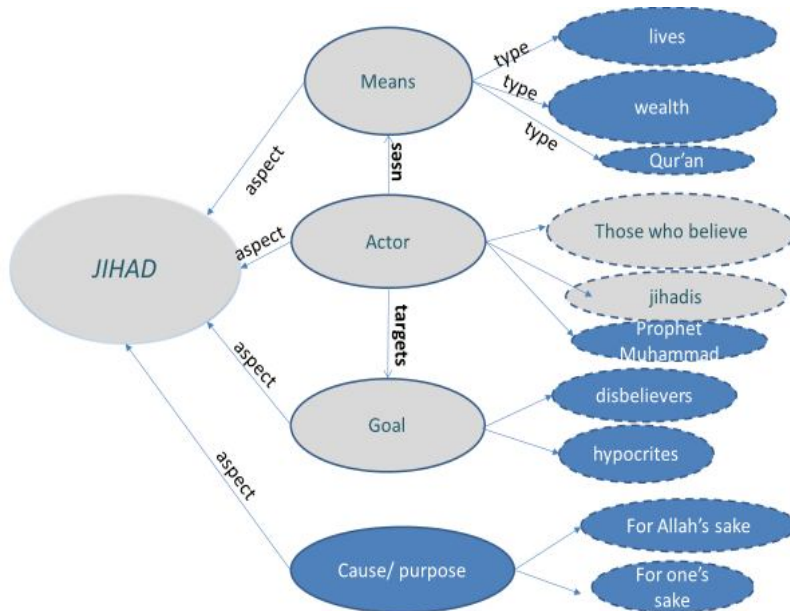 lives
type
Means
type
wealth
type
Qur'an
aspect
uses
JIHAD
aspect
Actor
Those who believe
jihadis
Prophet
Muhammad
targets
aspect
Goal
disbelievers
hypocrites
aspect
Cause/ purpose
For Allah's sake
For one's
sake